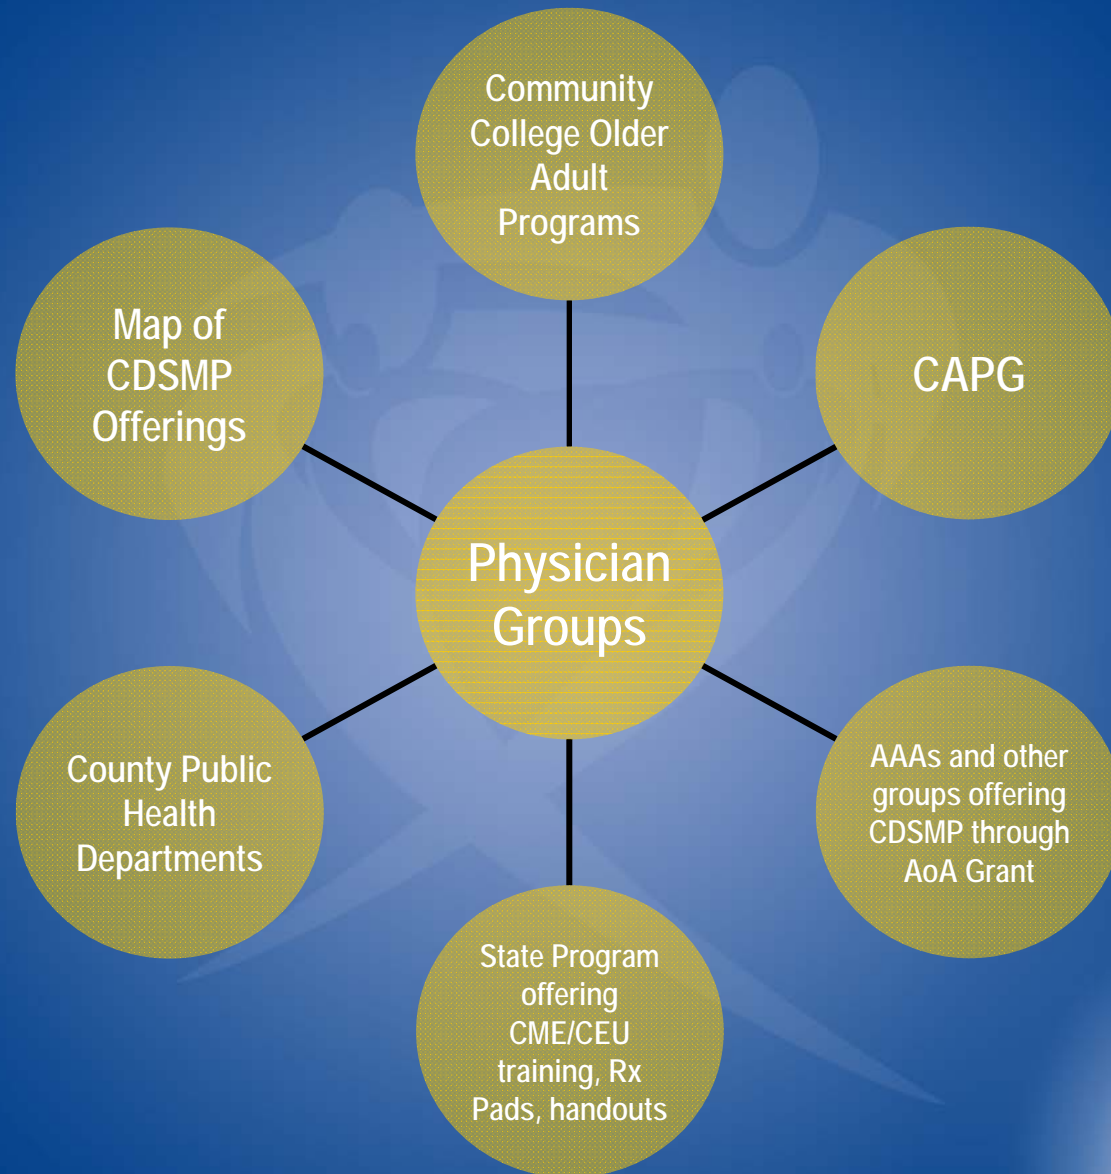 Community
College Older
Adult
Programs
Map of
CDSMP
Offerings
CAPG
Physician
Groups
County Public
Health
Departments
AAAs and other
groups offering
CDSMP through
AoA Grant
State Program
offering
CME/CEU
training, Rx
Pads, handouts